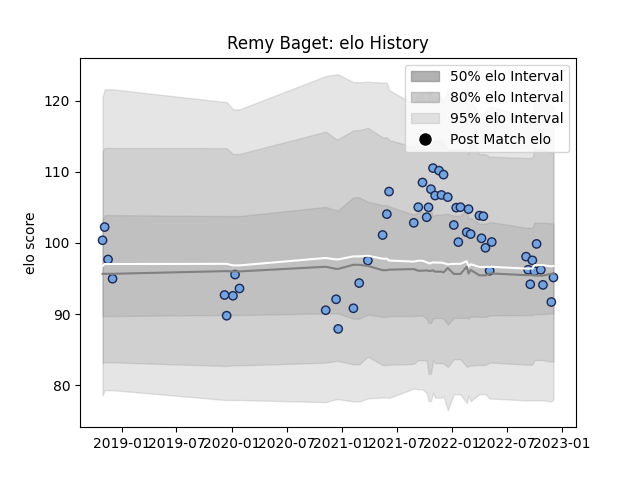 Remy Baget: elo History
50% elo Interval
80% elo Interval
95% elo Interval
Post Match elo
elo score
120
110
100
90
80
2019-01 2019-07 2020-01 2020-07 2021-01 2021-07 2022-01 2022-07 2023-01